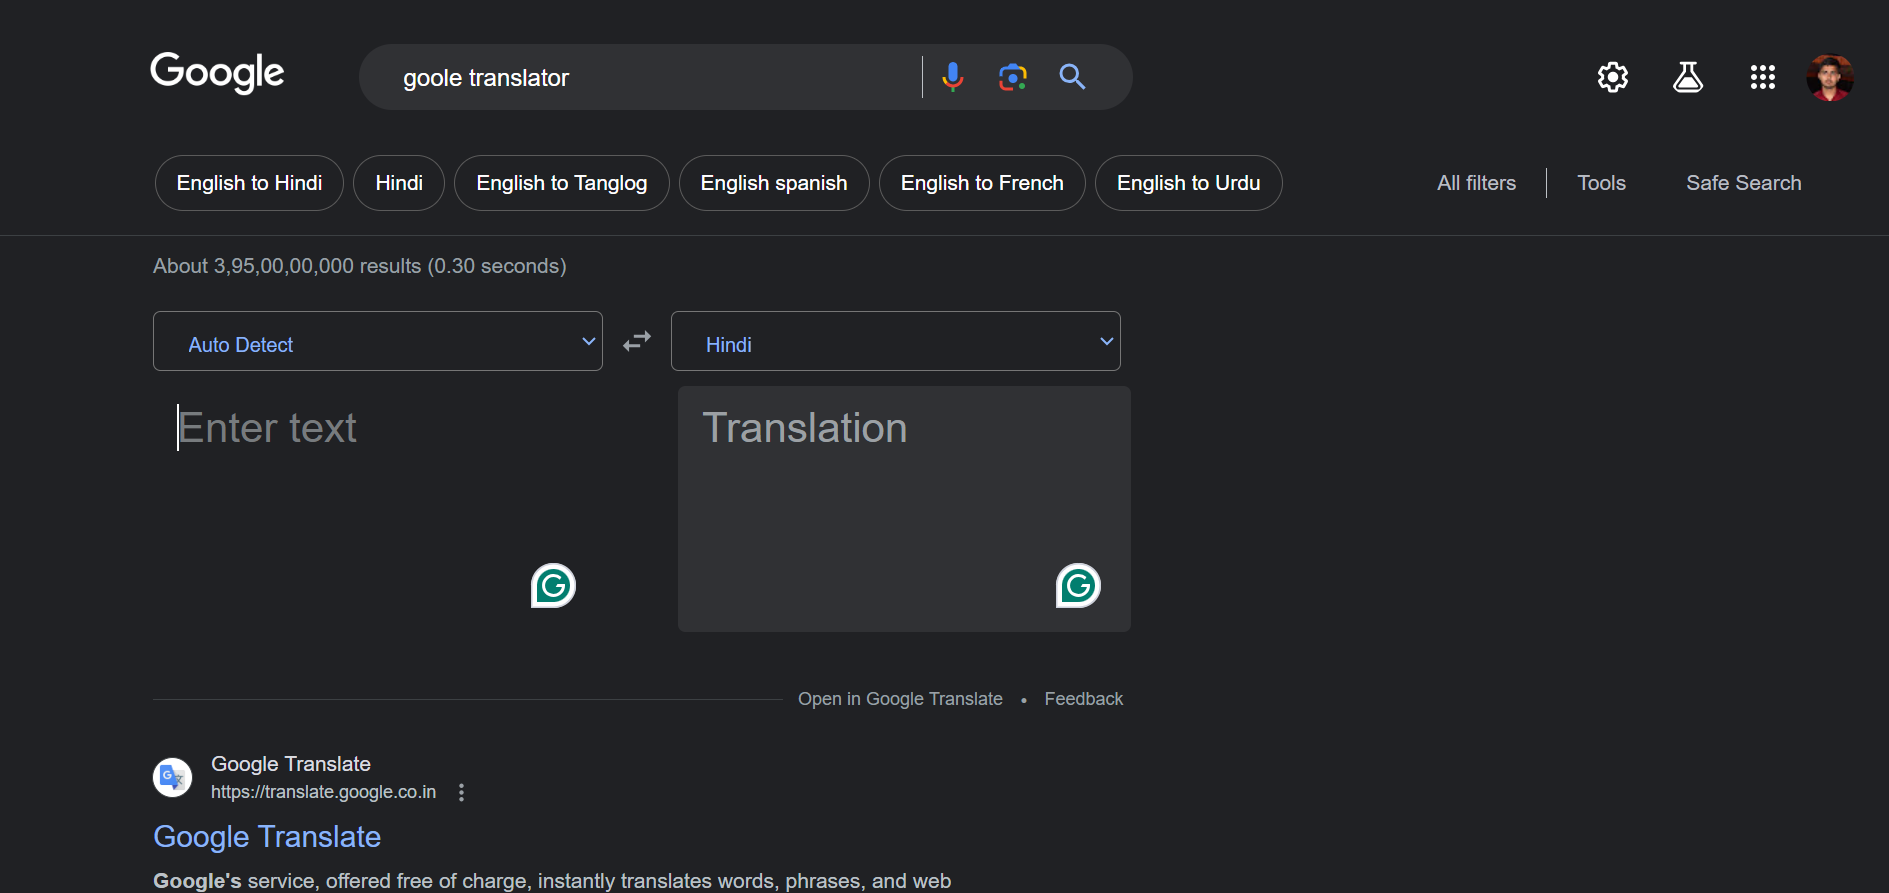 Google
goole translator
English to Hindi
Hindi
English to Tanglog
English spanish
English to French
English to Urdu
All filters
Tools
Safe Search
About 3,95,00,00,000 results (0.30 seconds)
Auto Detect
Hindi
Enter text
Translation
Open in Google Translate • Feedback
Google Translate
https://translate.google.co.in
Google Translate
Google's service, offered free of charge, instantly translates words, phrases, and web